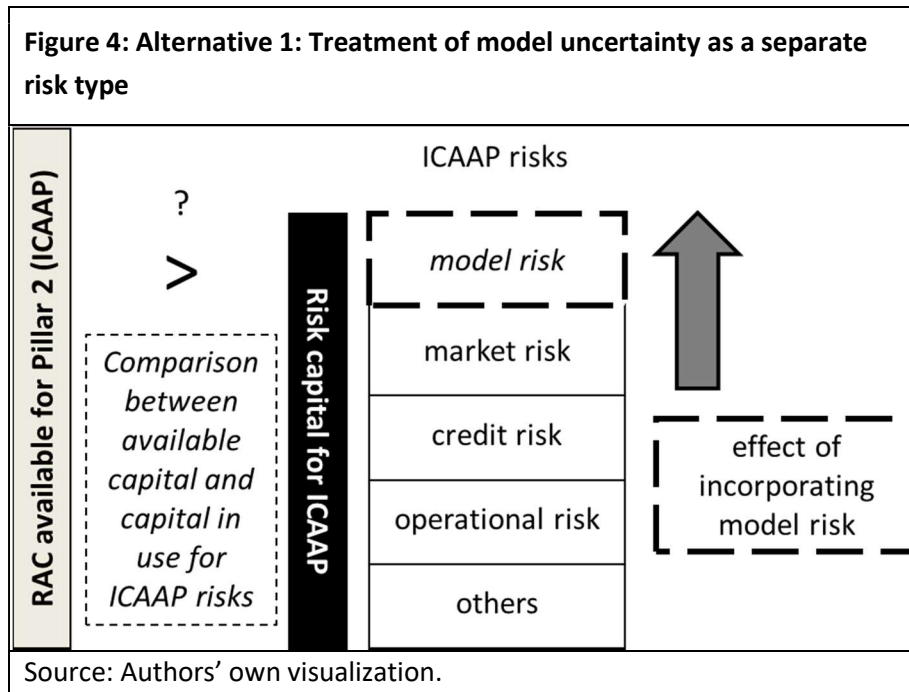 Figure 4: Alternative 1: Treatment of model uncertainty as a separate
risk type
RAC available for Pillar 2 (ICAAP)
?
>
Comparison
between
available
capital and
capital in
use for
ICAAP risks
Risk capital for ICAAP
ICAAP risks
model risk
market risk
credit risk
operational risk
others
effect of
incorporating
model risk
Source: Authors’ own visualization.